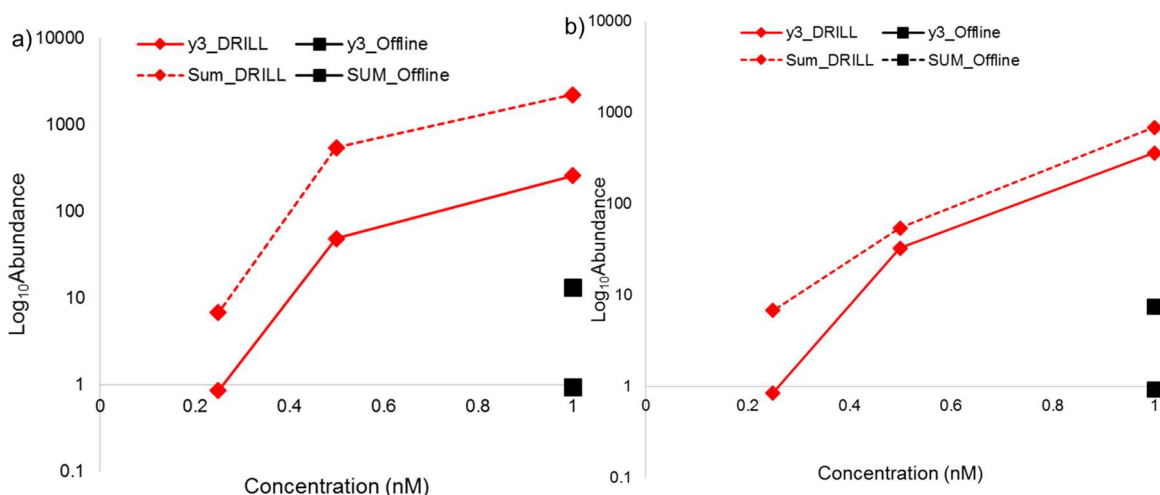 a)
y3_DRILL
y3_Offline
Sum_DRILL
SUM_Offline
10000
1000
100
10
1
0.1
Log10Abundance
0
0.2
0.4
0.6
0.8
1
Concentration (nM)
b)
y3_DRILL
y3_Offline
Sum_DRILL
SUM_Offline
10000
1000
100
10
1
0.1
Log10Abundance
0
0.2
0.4
0.6
0.8
1
Concentration (nM)